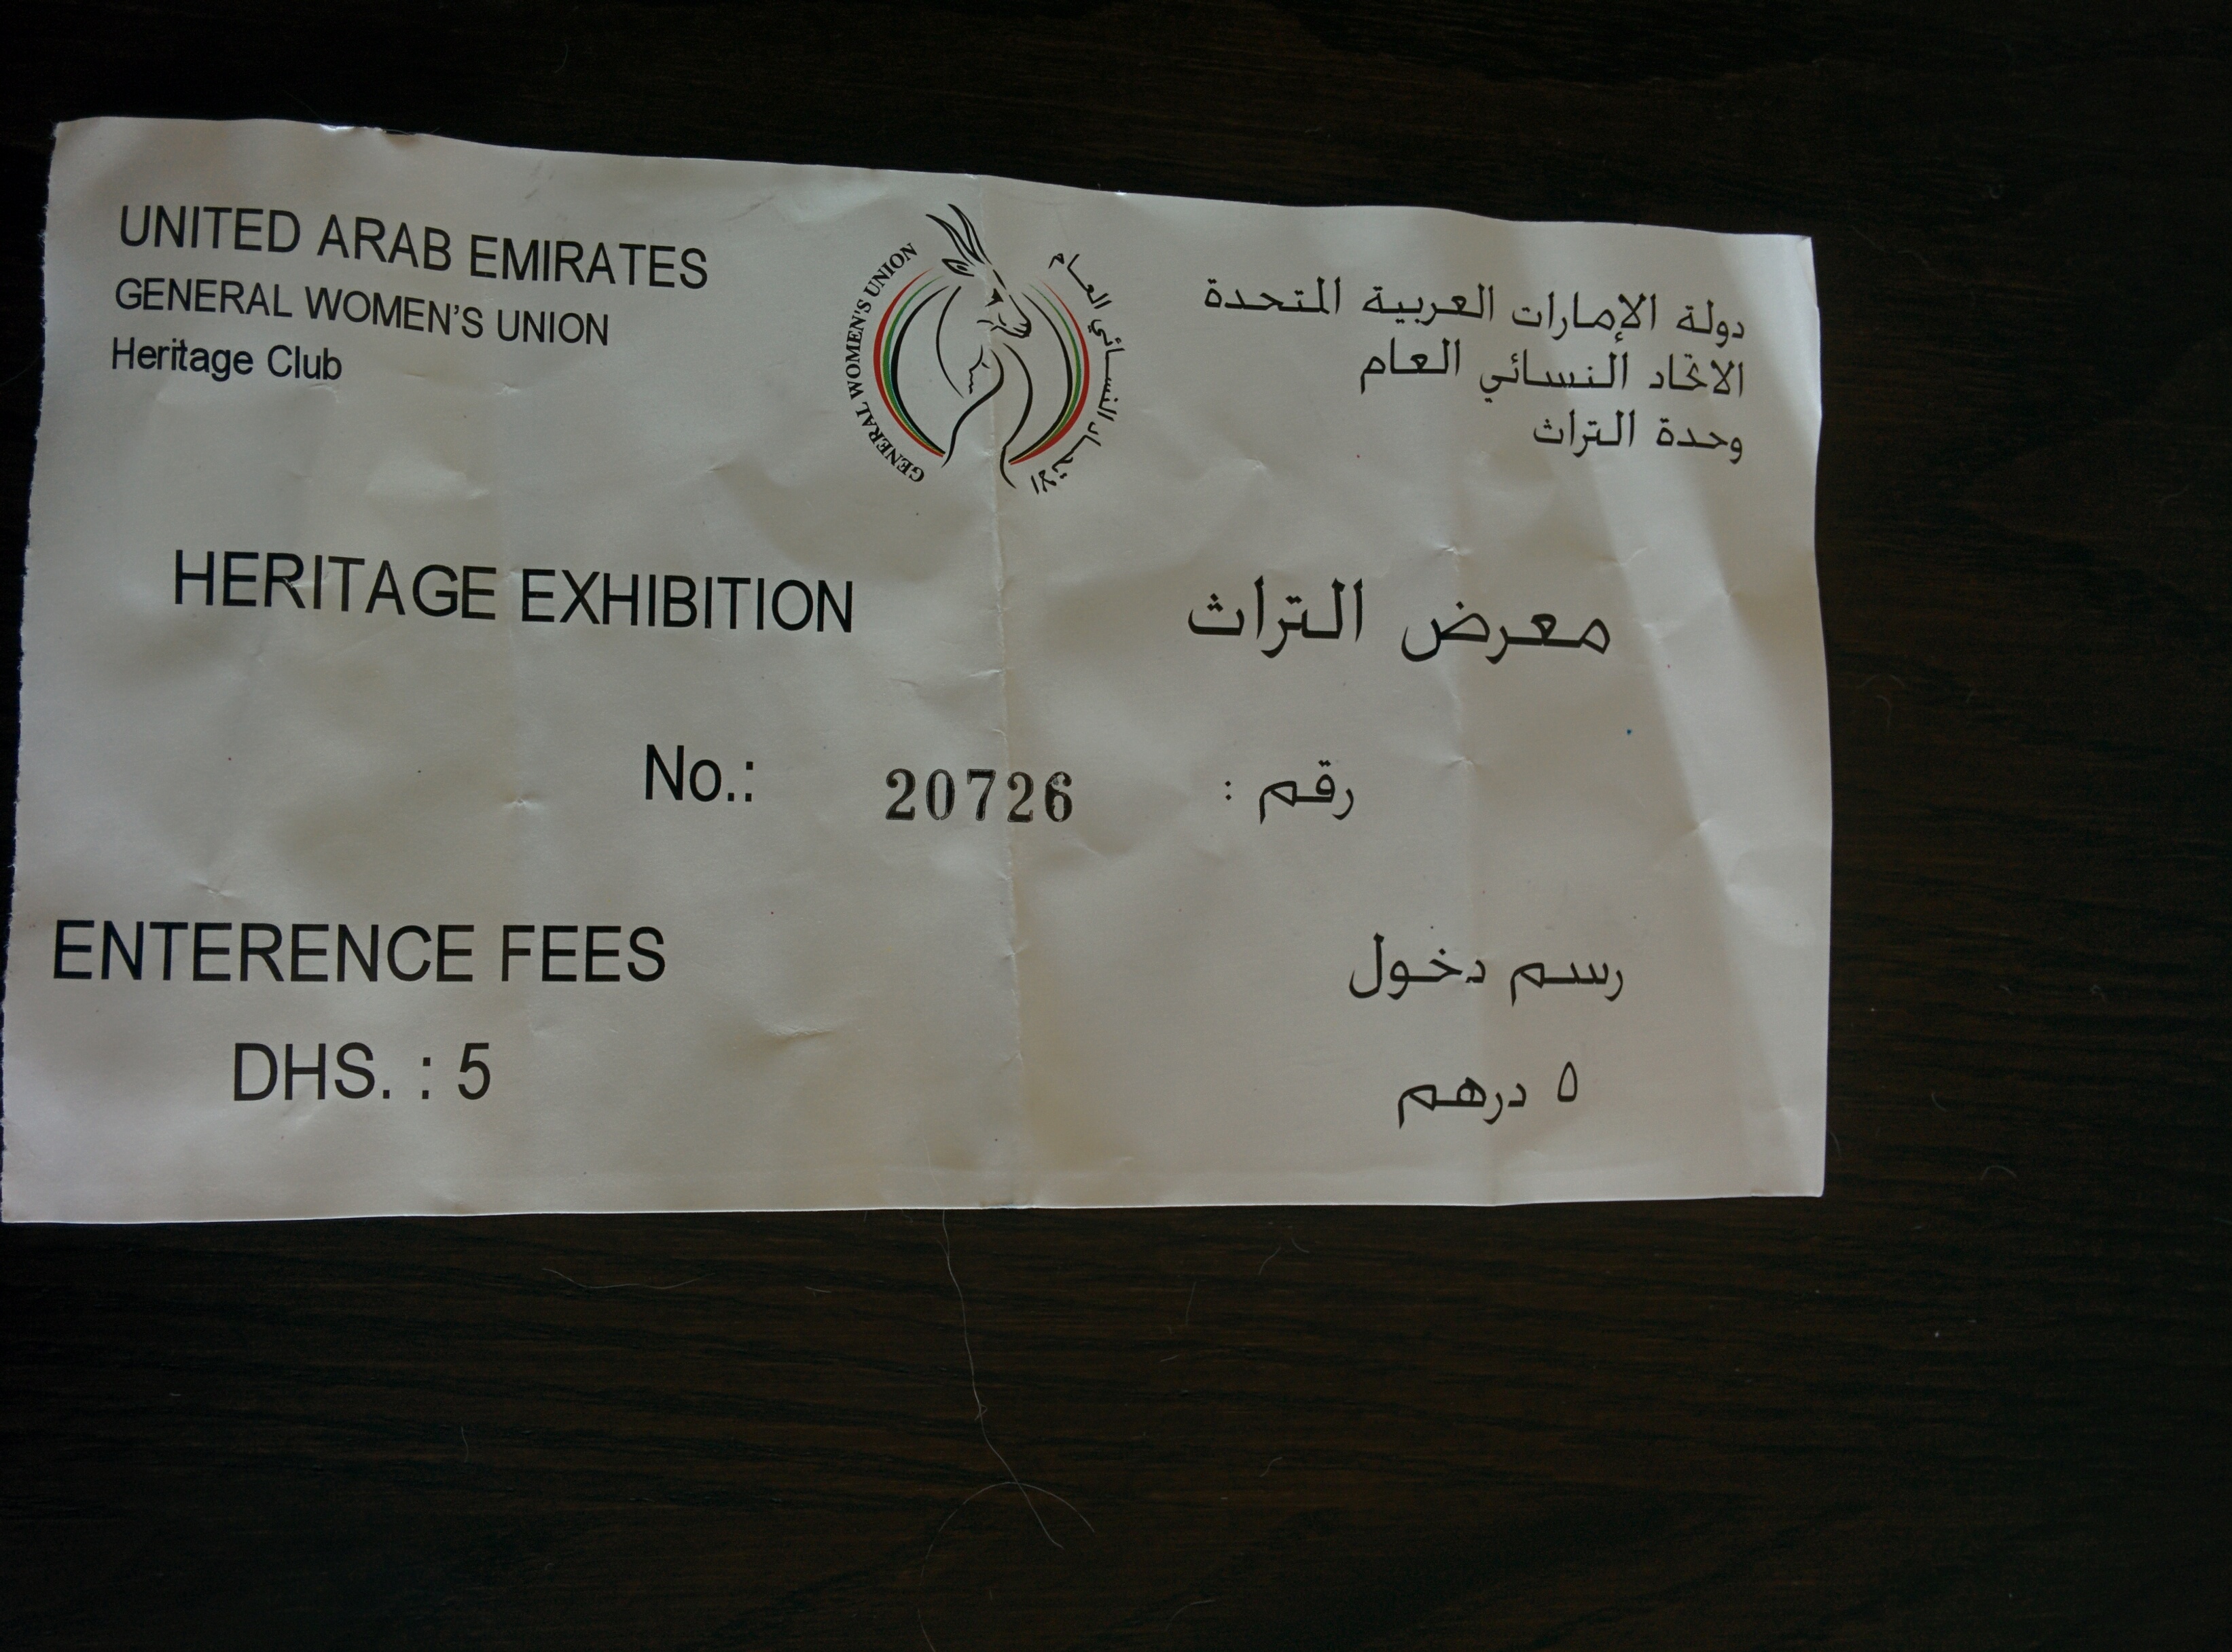 UNITED ARAB EMIRATES
GENERAL WOMEN'S UNION
Heritage Club
GENERAL WOMEN'S UNION
الاتحاد النسائي العام
دولة الإمارات العربية المتحدة
الاتحاد النسائي العام
وحدة التراث
HERITAGE EXHIBITION
معرض التراث
No.: 20726 رقم :
ENTERENCE FEES
DHS. : 5
رسم دخول
٥ درهم